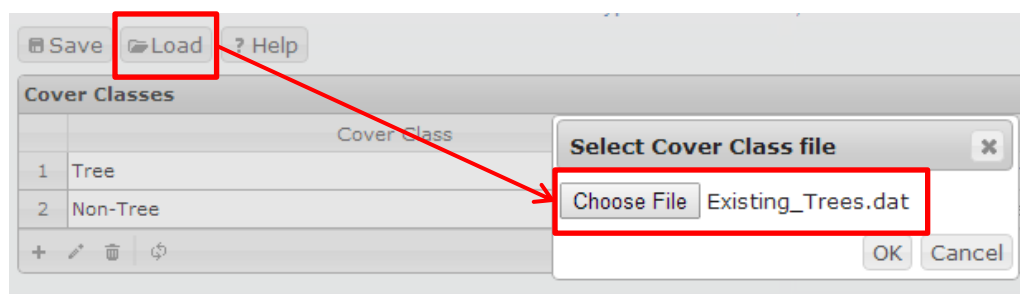 Save Load ? Help
Cover Classes
Cover Class
1 Tree
2 Non-Tree
Select Cover Class file
Choose File Existing_Trees.dat
OK Cancel